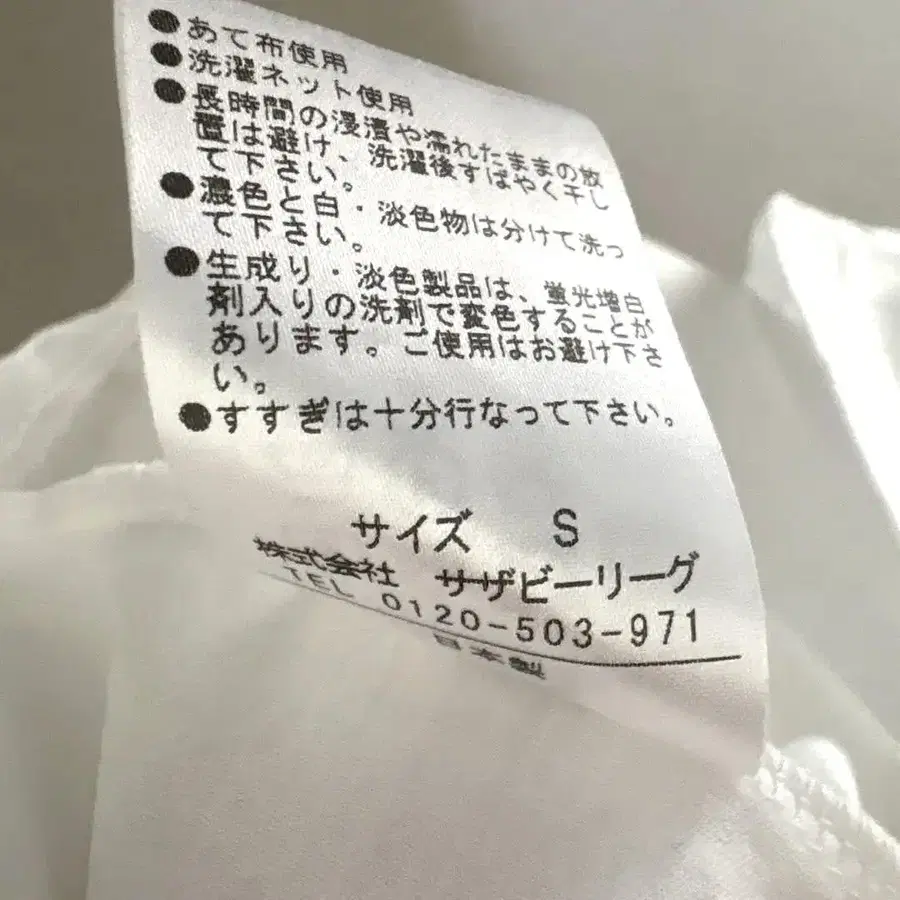 ●あて布使用
●洗濯ネット使用
●長時間の浸漬や濡れたままの放
置は避け、洗濯後すばやく干し
て下さい。
●濃色と白・淡色物は分けて洗っ
て下さい。
●生成り・淡色製品は、蛍光増白
剤入りの洗剤で変色することが
あります。ご使用はお避け下さ
い。
●すすぎは十分行なって下さい。
サイズ S
株式会社 サザビーリーグ
TEL 0120-503-971
日本製